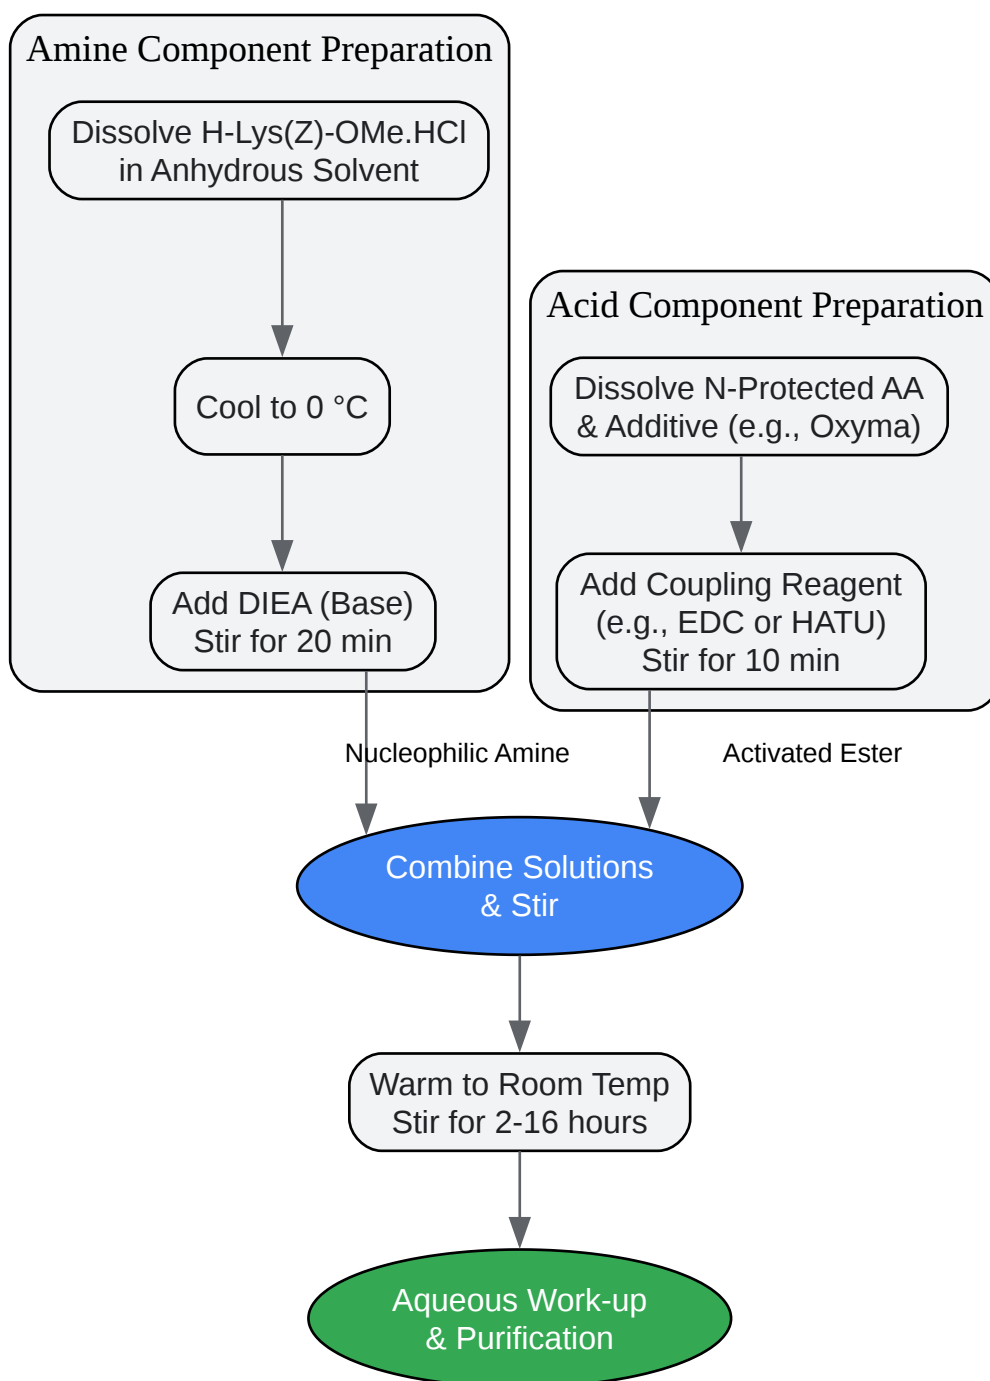 Amine Component Preparation
Dissolve H-Lys(Z)-OMe.HCl
in Anhydrous Solvent
Cool to 0 °C
Add DIEA (Base)
Stir for 20 min
Acid Component Preparation
Dissolve N-Protected AA
& Additive (e.g., Oxyma)
Add Coupling Reagent
(e.g., EDC or HATU)
Stir for 10 min
Nucleophilic Amine
Activated Ester
Combine Solutions
& Stir
Warm to Room Temp
Stir for 2-16 hours
Aqueous Work-up
& Purification